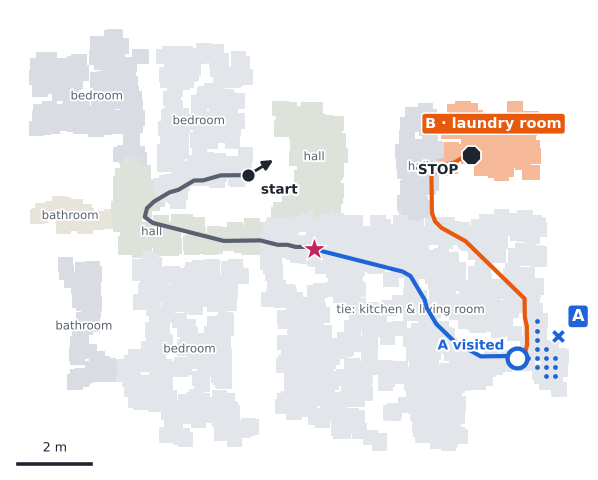 bedroom
bedroom
B · laundry room
hall
STOP
start
bathroom
hall
tie: kitchen & living room
A
bathroom
A visited
bedroom
2 m